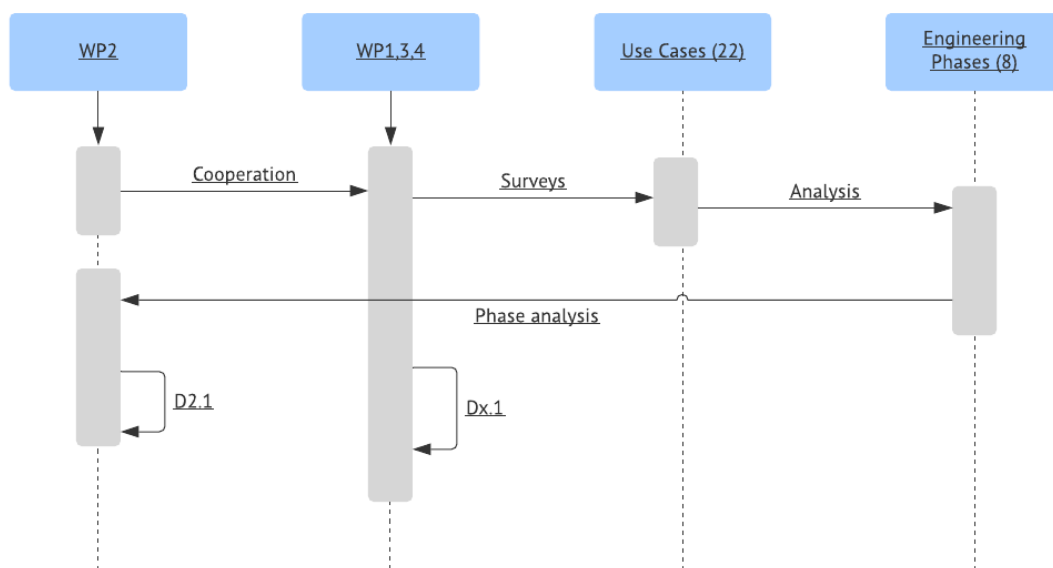 WP2
WP1,3,4
Use Cases (22)
Engineering
Phases (8)
Cooperation
Surveys
Analysis
Phase analysis
D2.1
Dx.1